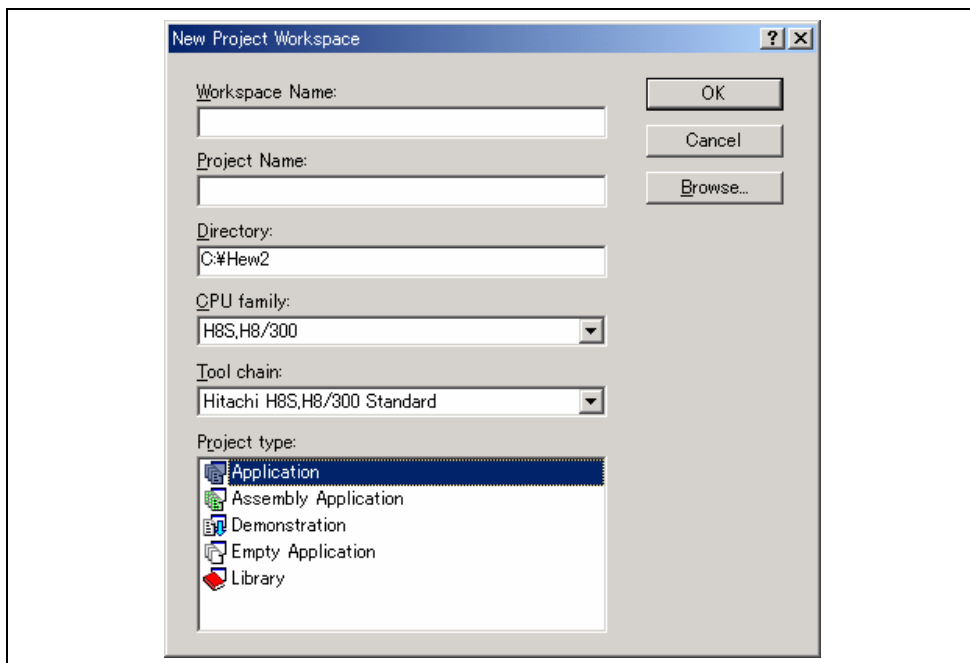 New Project Workspace
Workspace Name:
OK
Cancel
Project Name:
Browse...
Directory:
C:¥Hew2
CPU family:
H8S,H8/300
Tool chain:
Hitachi H8S,H8/300 Standard
Project type:
Application
Assembly Application
Demonstration
Empty Application
Library